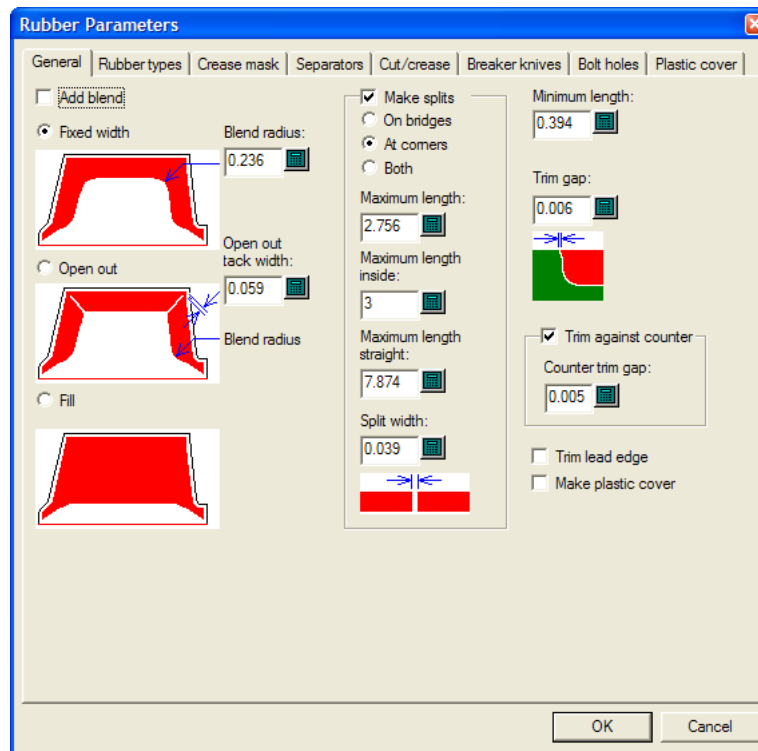 Rubber Parameters
General
Rubber types
Crease mask
Separators
Cut/crease
Breaker knives
Bolt holes
Plastic cover
Add blend
Fixed width
Blend radius:
0.236
Open out
Open out
tack width:
0.059
Blend radius
Fill
Make splits
On bridges
At corners
Both
Maximum length:
2.756
Maximum length
inside:
3
Maximum length
straight:
7.874
Split width:
0.039
Minimum length:
0.394
Trim gap:
0.006
Trim against counter
Counter trim gap:
0.005
Trim lead edge
Make plastic cover
OK
Cancel